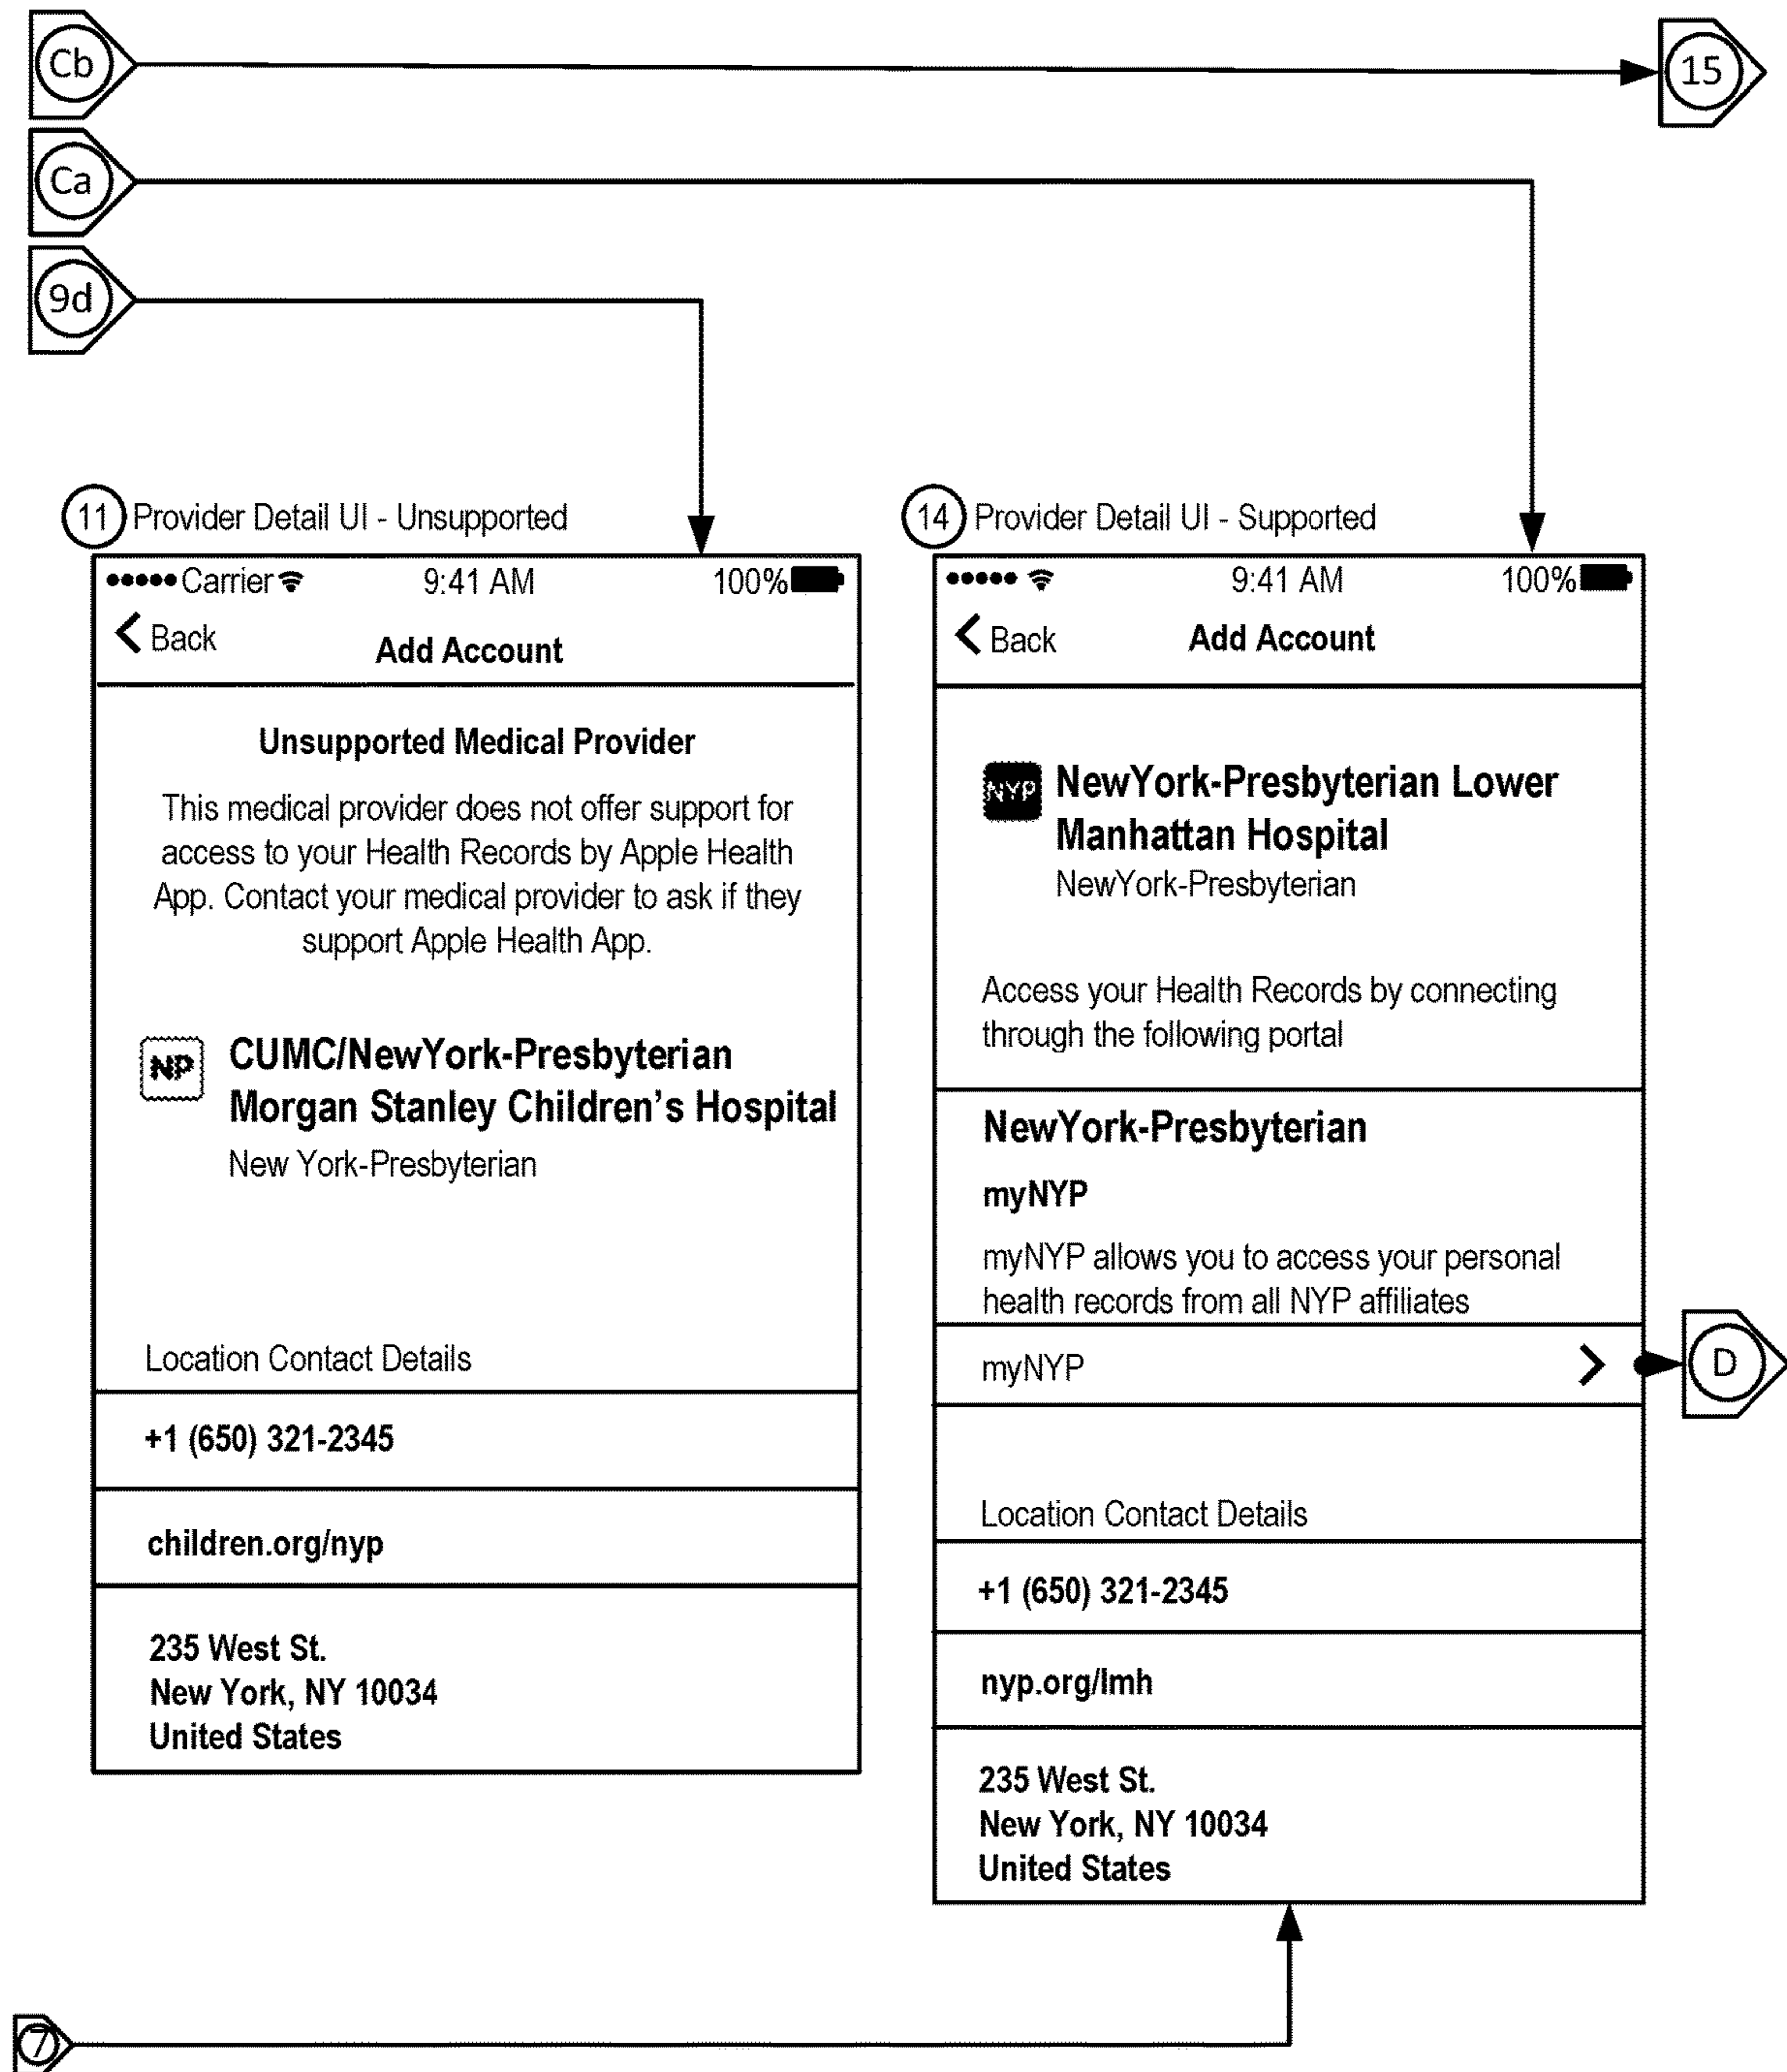 Cb
15
Ca
9d
11 Provider Detail UI - Unsupported
Carrier 9:41 AM 100%
Back Add Account
Unsupported Medical Provider
This medical provider does not offer support for
access to your Health Records by Apple Health
App. Contact your medical provider to ask if they
support Apple Health App.
NP
CUMC/NewYork-Presbyterian
Morgan Stanley Children's Hospital
New York-Presbyterian
Location Contact Details
+1 (650) 321-2345
children.org/nyp
235 West St.
New York, NY 10034
United States
14 Provider Detail UI - Supported
9:41 AM 100%
Back Add Account
NYP
NewYork-Presbyterian Lower
Manhattan Hospital
NewYork-Presbyterian
Access your Health Records by connecting
through the following portal
NewYork-Presbyterian
myNYP
myNYP allows you to access your personal
health records from all NYP affiliates
myNYP
D
Location Contact Details
+1 (650) 321-2345
nyp.org/lmh
235 West St.
New York, NY 10034
United States
7